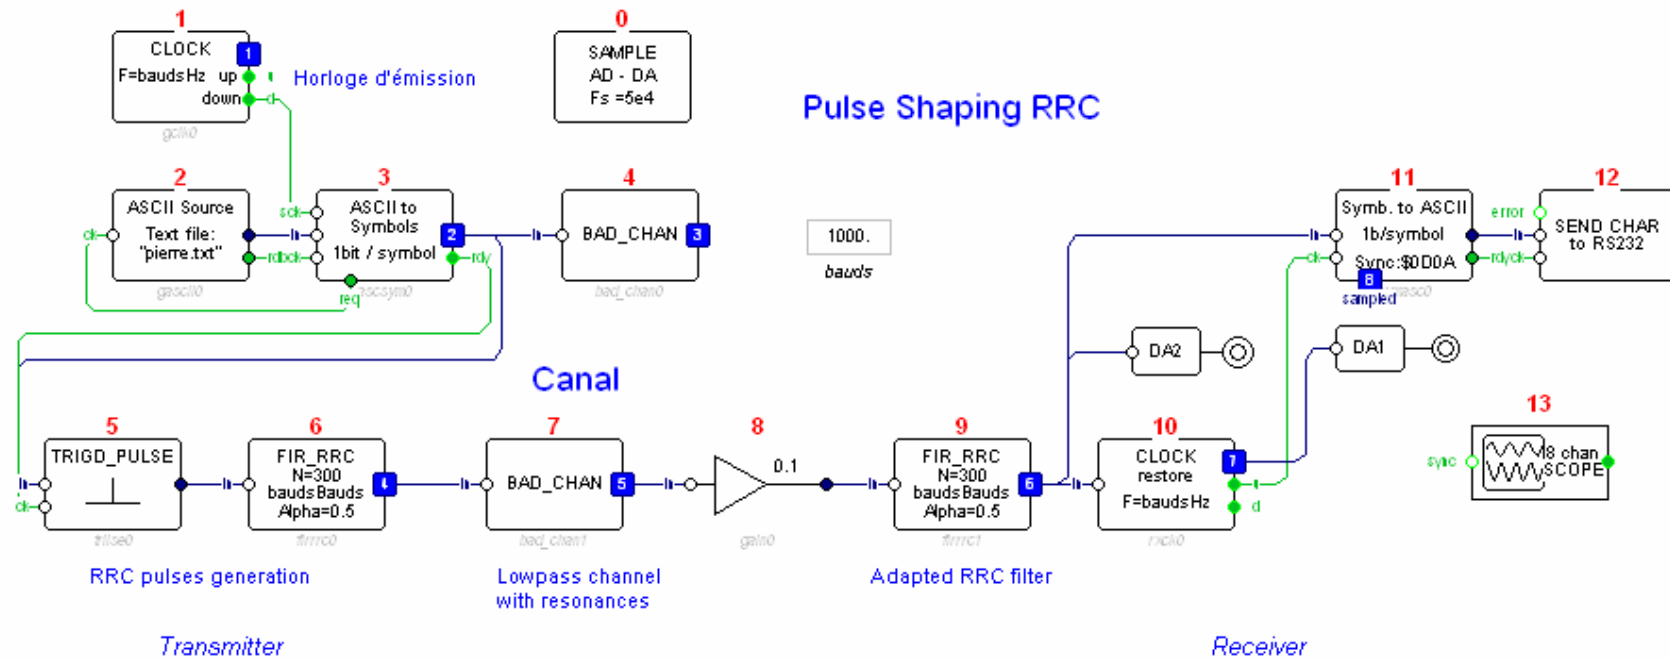 1
0
CLOCK
1
F=baudsHz up
down
Horloge d'émission
gclk0
SAMPLE
AD - DA
Fs =5e4
Pulse Shaping RRC
2
3
4
11
12
ck
ASCII Source
Text file:
"pierre.txt"
gascii0
sck
ASCII to
Symbols
1bit / symbol
2
rdy
req
BAD_CHAN
3
bad_chan0
1000.
bauds
ck
Symb. to ASCII
1b/symbol
Sync:$0D0A
8
sampled
error
SEND CHAR
to RS232
DA2
DA1
Canal
5
6
7
8
9
10
13
ck
TRIGD_PULSE
FIR_RRC
N=300
baudsBauds
Alpha=0.5
4
BAD_CHAN
5
bad_chan1
0.1
gain0
FIR_RRC
N=300
baudsBauds
Alpha=0.5
6
CLOCK
restore
F=baudsHz
7
d
sync
8 chan
SCOPE
RRC pulses generation
Lowpass channel
with resonances
Adapted RRC filter
Transmitter
Receiver